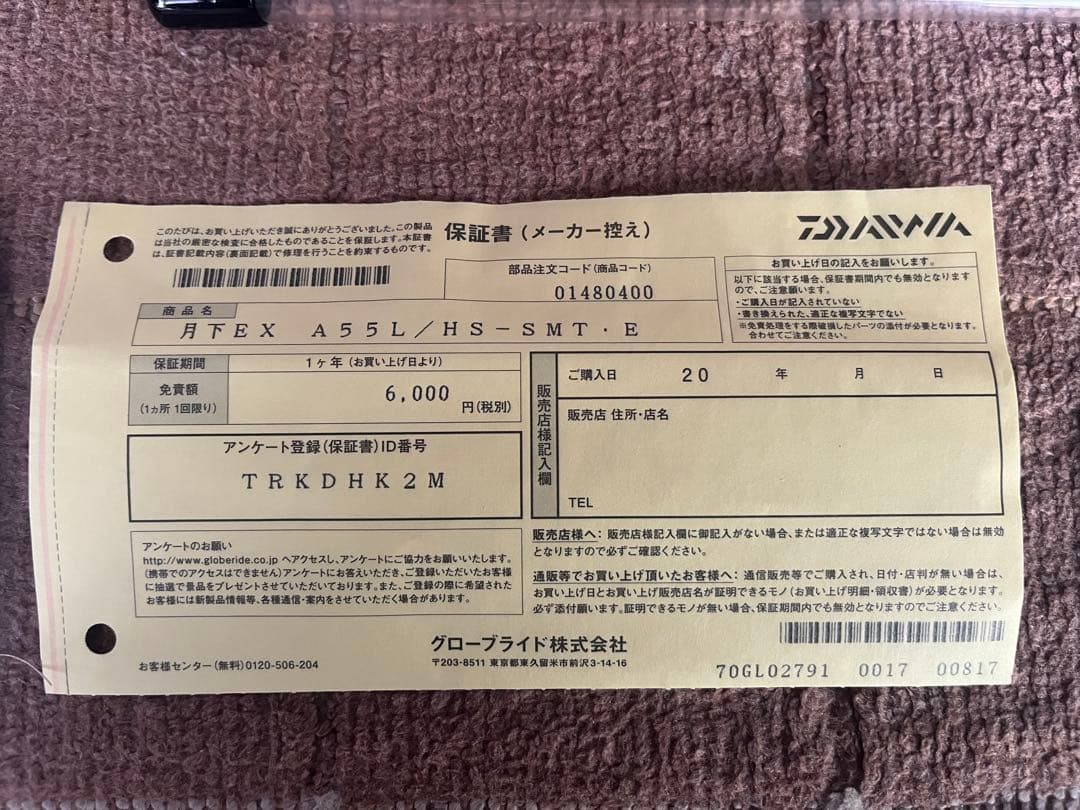 このたびは、お買い上げいただき誠にありがとうございました。この製品
は当社の厳密な検査に合格したものであることを保証します。本証書
は、証書記載内容(裏面記載)で修理を行うことを約束するものです。
保証書(メーカー控え)
DAIWA
部品注文コード(商品コード)
01480400
お買い上げ日の記入をお願いします。
以下に該当する場合、保証書期間内でも無効となります
ので、ご注意願います。
・ご購入日が記入されていない
・書き換えられた、適正な複写文字でない
※免責処理をする際破損したパーツの添付が必要となります。
合わせてご注意ください。
商品名
月下EX A55L/HS-SMT・E
保証期間
1ヶ年(お買い上げ日より)
免責額
(1ヵ所1回限り)
6,000
円(税別)
アンケート登録(保証書)ID番号
TRKDHK2M
販売店様記入欄
ご購入日 20 年 月 日
販売店 住所・店名
TEL
アンケートのお願い
http://www.globeride.co.jp へアクセスし、アンケートにご協力をお願いいたします。
(携帯でのアクセスはできません)アンケートにお答えいただき、ご登録いただいたお客様
に抽選で景品をプレゼントさせていただいております。また、ご登録の際に希望された
お客様には新製品情報等、各種通信・案内をさせていただく場合があります。
販売店様へ:販売店様記入欄に御記入がない場合、または適正な複写文字ではない場合は無効
となりますので必ずご確認ください。
通販等でお買い上げ頂いたお客様へ:通信販売等でご購入され、日付・店判が無い場合は、
お買い上げ日とお買い上げ販売店名が証明できるモノ(お買い上げ明細・領収書)が必要となります。
必ず添付願います。証明できるモノが無い場合、保証期間内でも無効となりますのでご注意ください。
お客様センター(無料)0120-506-204
グローブライド株式会社
〒203-8511 東京都東久留米市前沢3-14-16
70GL02791 0017 00817